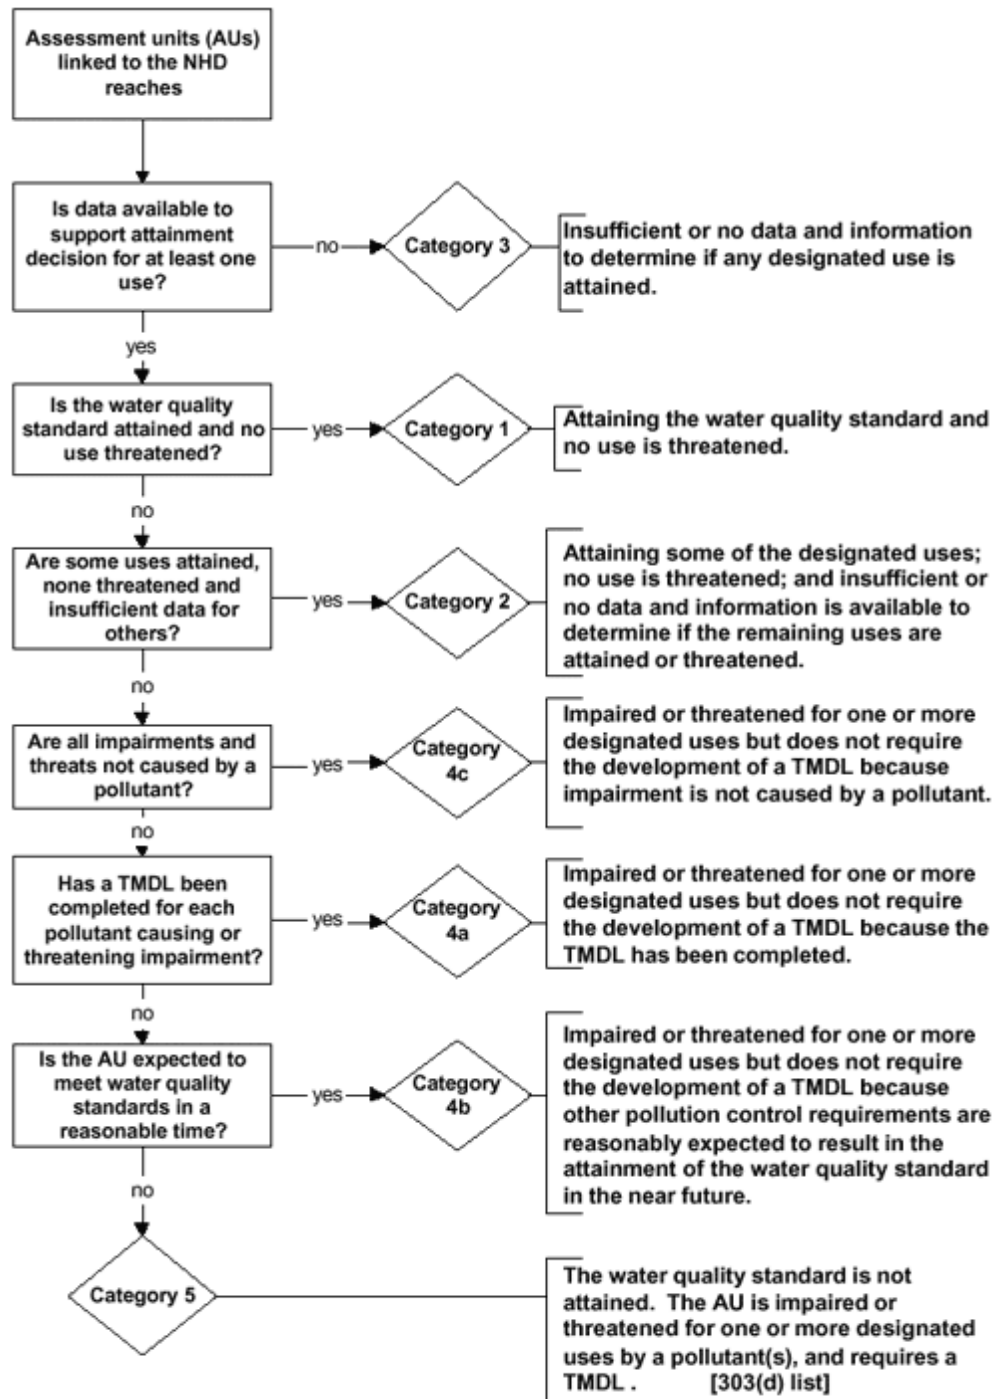 Assessment units (AUs)
linked to the NHD
reaches
Is data available to
support attainment
decision for at least one
use?
no
Category 3
Insufficient or no data and information
to determine if any designated use is
attained.
yes
Is the water quality
standard attained and no
use threatened?
yes
Category 1
Attaining the water quality standard and
no use is threatened.
no
Are some uses attained,
none threatened and
insufficient data for
others?
yes
Category 2
Attaining some of the designated uses;
no use is threatened; and insufficient or
no data and information is available to
determine if the remaining uses are
attained or threatened.
no
Are all impairments and
threats not caused by a
pollutant?
yes
Category
4c
Impaired or threatened for one or more
designated uses but does not require
the development of a TMDL because
impairment is not caused by a pollutant.
no
Has a TMDL been
completed for each
pollutant causing or
threatening impairment?
yes
Category
4a
Impaired or threatened for one or more
designated uses but does not require
the development of a TMDL because the
TMDL has been completed.
no
Is the AU expected to
meet water quality
standards in a
reasonable time?
yes
Category
4b
Impaired or threatened for one or more
designated uses but does not require
the development of a TMDL because
other pollution control requirements are
reasonably expected to result in the
attainment of the water quality standard
in the near future.
no
Category 5
The water quality standard is not
attained. The AU is impaired or
threatened for one or more designated
uses by a pollutant(s), and requires a
TMDL . [303(d) list]